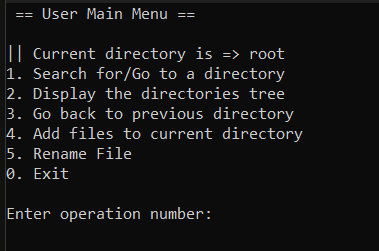 == User Main Menu ==
|| Current directory is => root
1. Search for/Go to a directory
2. Display the directories tree
3. Go back to previous directory
4. Add files to current directory
5. Rename File
0. Exit
Enter operation number: